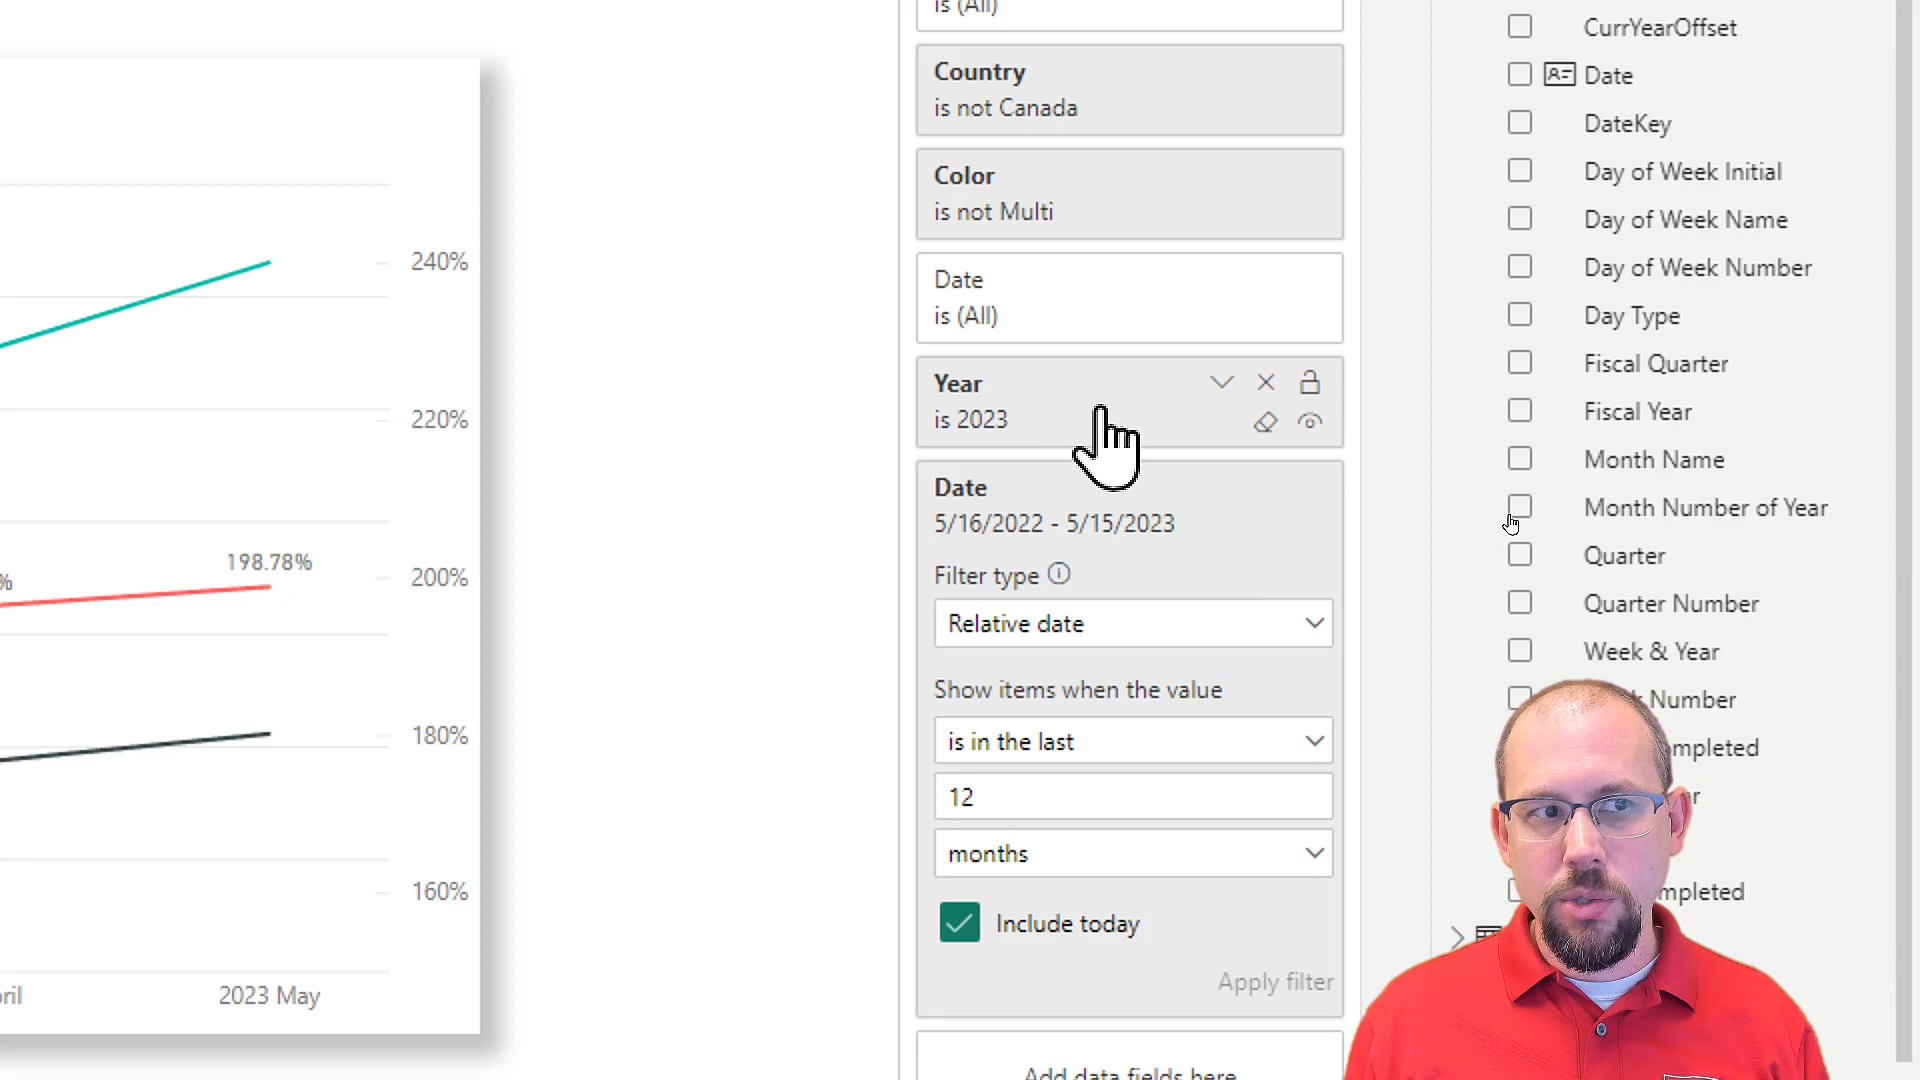 240%
220%
198.78%
%
200%
180%
160%
ril
2023 May
is (All)
Country
is not Canada
Color
is not Multi
Date
is (All)
Year
is 2023
Date
5/16/2022 - 5/15/2023
Filter type
Relative date
Show items when the value
is in the last
12
months
Include today
Apply filter
Add data fields here
CurrYearOffset
Date
DateKey
Day of Week Initial
Day of Week Name
Day of Week Number
Day Type
Fiscal Quarter
Fiscal Year
Month Name
Month Number of Year
Quarter
Quarter Number
Week & Year
Number
mpleted
r
mpleted